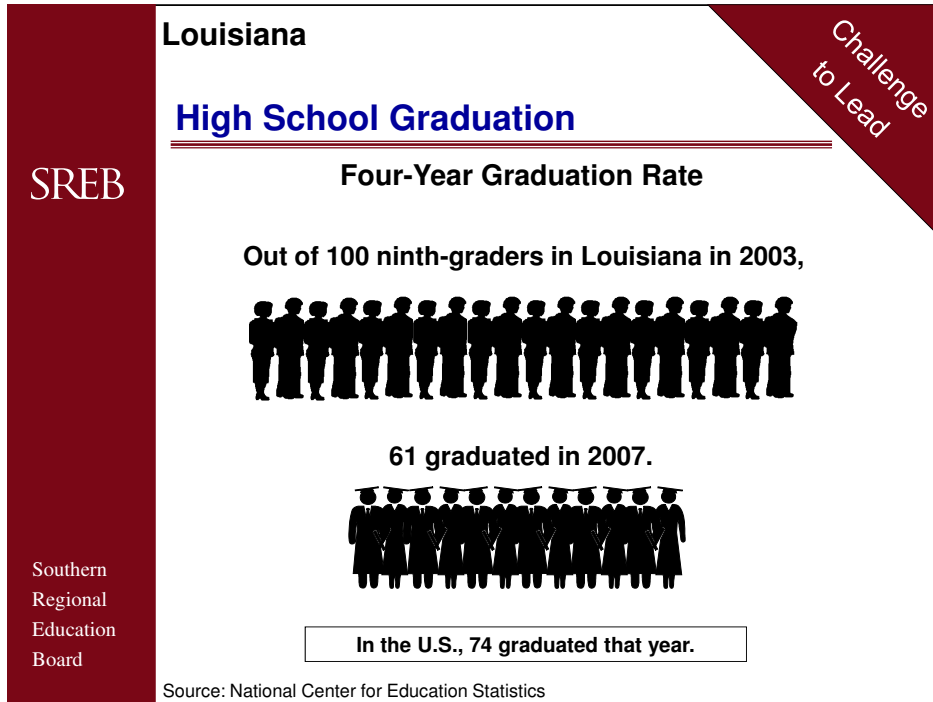 Louisiana
Challenge
to Lead
High School Graduation
SREB
Four-Year Graduation Rate
Out of 100 ninth-graders in Louisiana in 2003,
61 graduated in 2007.
Southern
Regional
Education
Board
In the U.S., 74 graduated that year.
Source: National Center for Education Statistics